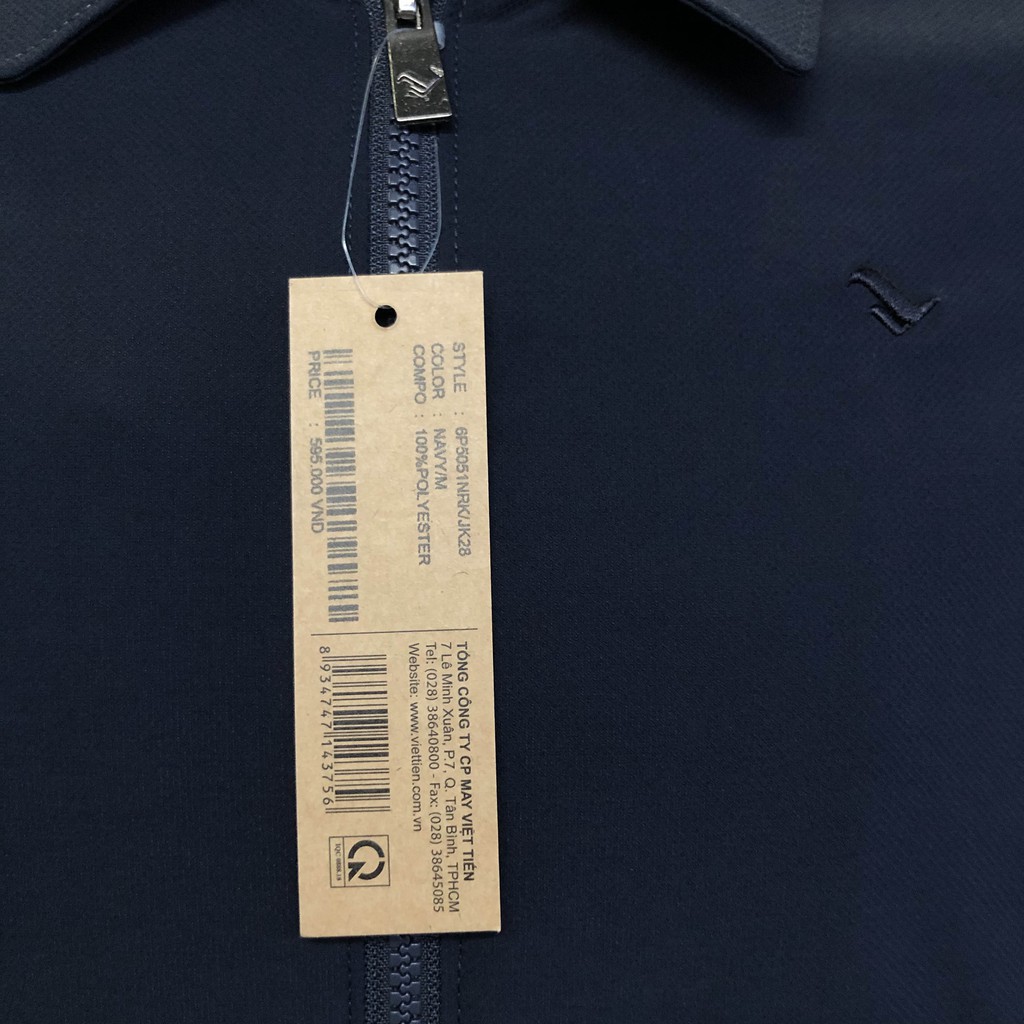 STYLE : 6P5051NRK/JK28
COLOR : NAVY/M
COMPO : 100%POLYESTER
PRICE : 595.000 VND
TỔNG CÔNG TY CP MAY VIỆT TIẾN
7 Lê Minh Xuân, P.7, Q. Tân Bình, TPHCM
Tel: (028) 38640800 - Fax: (028) 38645085
Website: www.viettien.com.vn
8 934747 143756